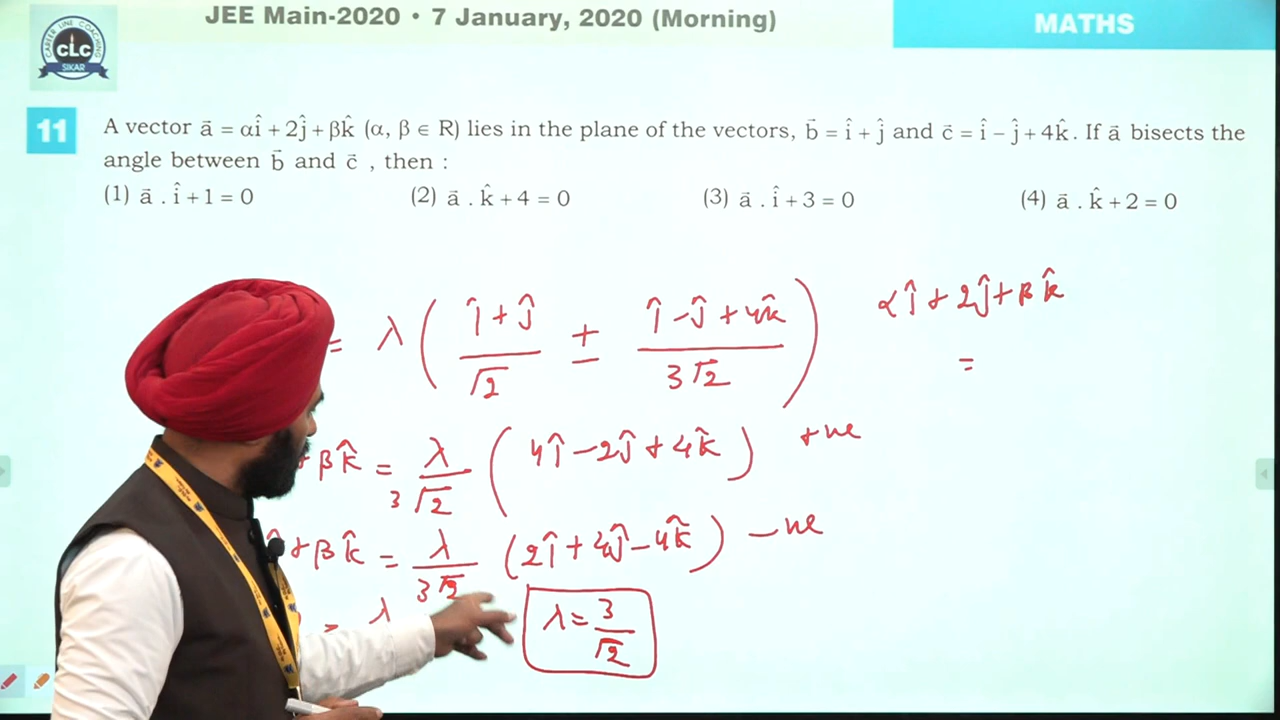 JEE Main-2020 • 7 January, 2020 (Morning)
MATHS
CAREER LINE COACHING
CLC
SIKAR
11
A vector a⃗ = αî + 2ĵ + βk̂ (α, β ∈ R) lies in the plane of the vectors, b⃗ = î + ĵ and c⃗ = î − ĵ + 4k̂. If a⃗ bisects the
angle between b⃗ and c⃗ , then :
(1) a⃗ . î + 1 = 0 (2) a⃗ . k̂ + 4 = 0 (3) a⃗ . î + 3 = 0 (4) a⃗ . k̂ + 2 = 0
= λ ( (î + ĵ)/√2 ± (î − ĵ + 4k̂)/(3√2) )
αî + 2ĵ + βk̂
=
+ βk̂ = λ/(3√2) ( 4î − 2ĵ + 4k̂ ) +ve
+ βk̂ = λ/(3√2) (2î + 4ĵ − 4k̂) −ve
= λ
λ = 3/√2